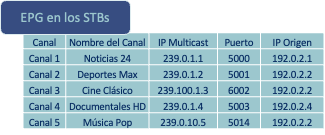 EPG en los STBs
Canal Nombre del Canal IP Multicast Puerto IP Origen
Canal 1 Noticias 24 239.0.1.1 5000 192.0.2.1
Canal 2 Deportes Max 239.0.1.2 5001 192.0.2.2
Canal 3 Cine Clásico 239.100.1.3 6002 192.0.2.2
Canal 4 Documentales HD 239.0.1.4 5003 192.0.2.4
Canal 5 Música Pop 239.0.10.5 5014 192.0.2.2